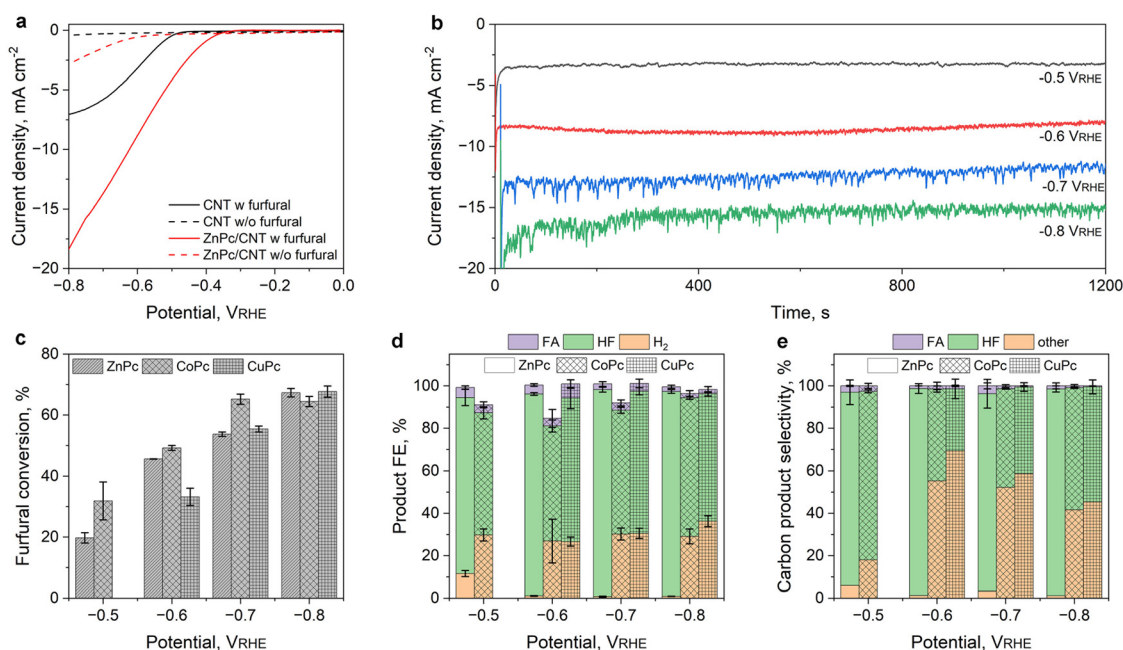 a
0
−5
−10
−15
−20
Current density, mA cm⁻²
−0.8
−0.6
−0.4
−0.2
0.0
Potential, VRHE
CNT w furfural
CNT w/o furfural
ZnPc/CNT w furfural
ZnPc/CNT w/o furfural
b
0
−5
−10
−15
−20
Current density, mA cm⁻²
0
200
400
800
1200
Time, s
-0.5 VRHE
-0.6 VRHE
-0.7 VRHE
-0.8 VRHE
c
ZnPc
CoPc
CuPc
80
60
40
20
0
Furfural conversion, %
−0.5
−0.6
−0.7
−0.8
Potential, VRHE
d
FA
HF
H₂
ZnPc
CoPc
CuPc
100
80
60
40
20
0
Product FE, %
−0.5
−0.6
−0.7
−0.8
Potential, VRHE
e
FA
HF
other
ZnPc
CoPc
CuPc
100
80
60
40
20
0
Carbon product selectivity, %
−0.5
−0.6
−0.7
−0.8
Potential, VRHE